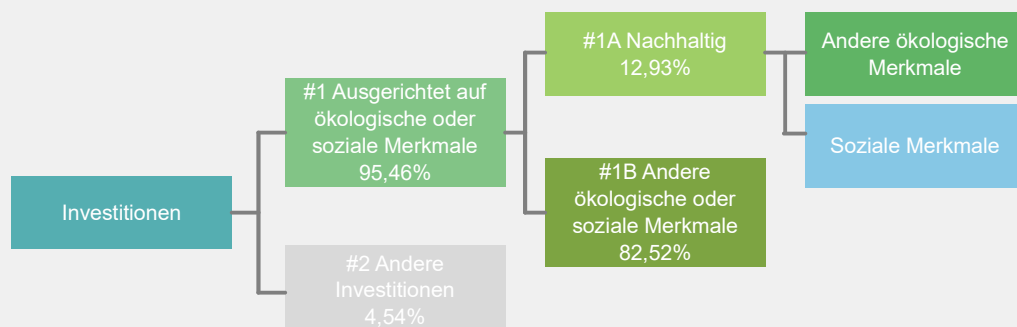 Investitionen
#1 Ausgerichtet auf
ökologische oder
soziale Merkmale
95,46%
#2 Andere
Investitionen
4,54%
#1A Nachhaltig
12,93%
#1B Andere
ökologische oder
soziale Merkmale
82,52%
Andere ökologische
Merkmale
Soziale Merkmale